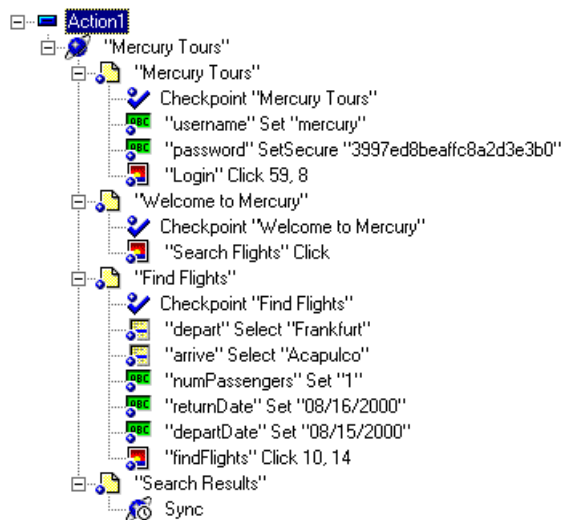 Action1
"Mercury Tours"
"Mercury Tours"
Checkpoint "Mercury Tours"
"username" Set "mercury"
"password" SetSecure "3997ed8beaffc8a2d3e3b0"
"Login" Click 59, 8
"Welcome to Mercury"
Checkpoint "Welcome to Mercury"
"Search Flights" Click
"Find Flights"
Checkpoint "Find Flights"
"depart" Select "Frankfurt"
"arrive" Select "Acapulco"
ABC "numPassengers" Set "1"
"returnDate" Set "08/16/2000"
"departDate" Set "08/15/2000"
"findFlights" Click 10, 14
"Search Results"
Sync